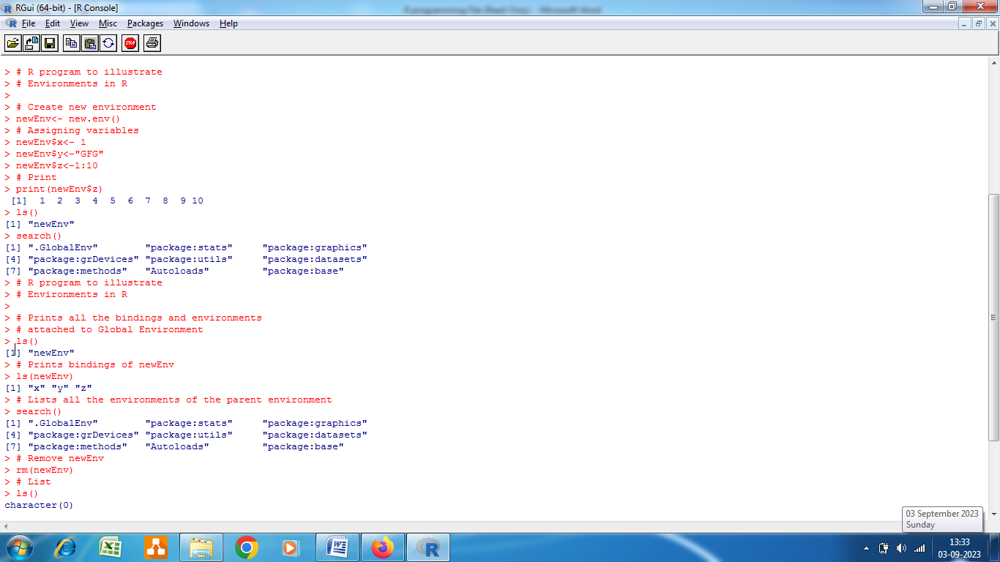 RGui (64-bit) - [R Console]
R programming File (Read-Only) - Microsoft Word
File Edit View Misc Packages Windows Help
STOP
> # R program to illustrate
> # Environments in R
>
> # Create new environment
> newEnv<- new.env()
> # Assigning variables
> newEnv$x<- 1
> newEnv$y<-"GFG"
> newEnv$z<-1:10
> # Print
> print(newEnv$z)
 [1]  1  2  3  4  5  6  7  8  9 10
> ls()
[1] "newEnv"
> search()
[1] ".GlobalEnv"        "package:stats"     "package:graphics"
[4] "package:grDevices" "package:utils"     "package:datasets"
[7] "package:methods"   "Autoloads"         "package:base"
> # R program to illustrate
> # Environments in R
>
> # Prints all the bindings and environments
> # attached to Global Environment
> ls()
[1] "newEnv"
> # Prints bindings of newEnv
> ls(newEnv)
[1] "x" "y" "z"
> # Lists all the environments of the parent environment
> search()
[1] ".GlobalEnv"        "package:stats"     "package:graphics"
[4] "package:grDevices" "package:utils"     "package:datasets"
[7] "package:methods"   "Autoloads"         "package:base"
> # Remove newEnv
> rm(newEnv)
> # List
> ls()
character(0)
03 September 2023
Sunday
13:33
03-09-2023